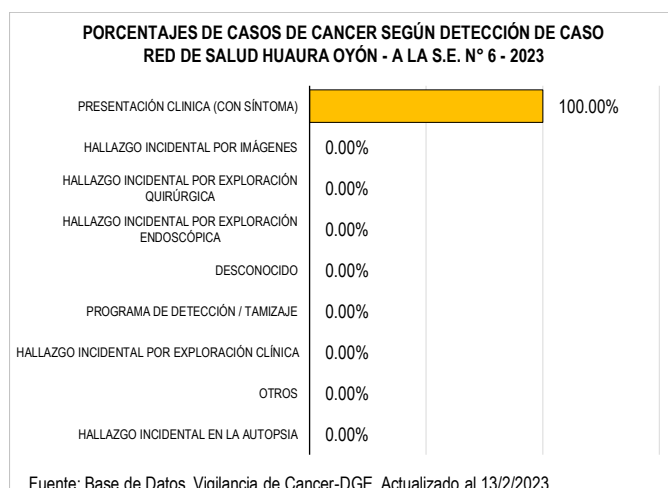 PORCENTAJES DE CASOS DE CANCER SEGÚN DETECCIÓN DE CASO
RED DE SALUD HUAURA OYÓN - A LA S.E. N° 6 - 2023
PRESENTACIÓN CLINICA (CON SÍNTOMA) 100.00%
HALLAZGO INCIDENTAL POR IMÁGENES 0.00%
HALLAZGO INCIDENTAL POR EXPLORACIÓN
QUIRÚRGICA 0.00%
HALLAZGO INCIDENTAL POR EXPLORACIÓN
ENDOSCÓPICA 0.00%
DESCONOCIDO 0.00%
PROGRAMA DE DETECCIÓN / TAMIZAJE 0.00%
HALLAZGO INCIDENTAL POR EXPLORACIÓN CLÍNICA 0.00%
OTROS 0.00%
HALLAZGO INCIDENTAL EN LA AUTOPSIA 0.00%
Fuente: Base de Datos Vigilancia de Cancer-DGE. Actualizado al 13/2/2023